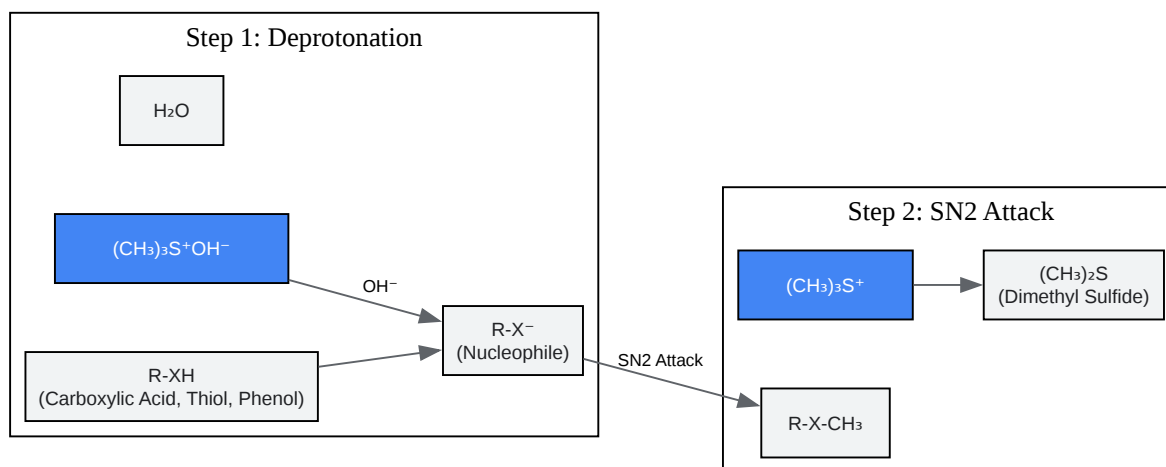 Step 1: Deprotonation
H₂O
(CH₃)₃S⁺OH⁻
OH⁻
R-XH
(Carboxylic Acid, Thiol, Phenol)
R-X⁻
(Nucleophile)
SN2 Attack
Step 2: SN2 Attack
(CH₃)₃S⁺
(CH₃)₂S
(Dimethyl Sulfide)
R-X-CH₃